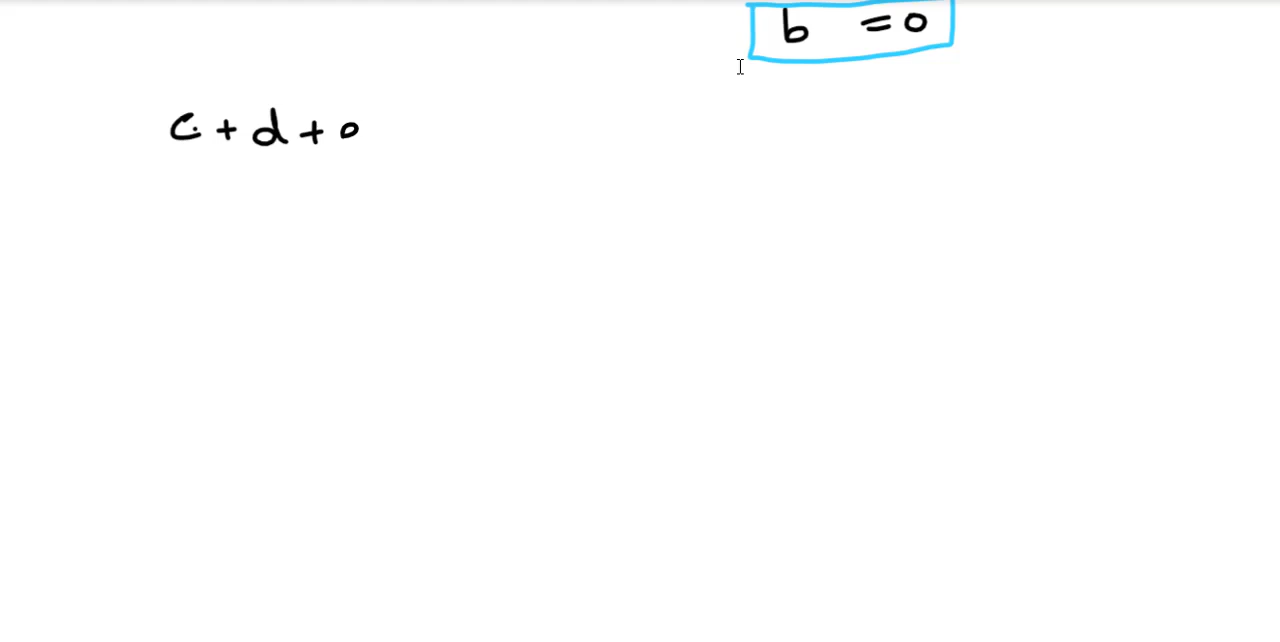 b = 0
c + d + 0